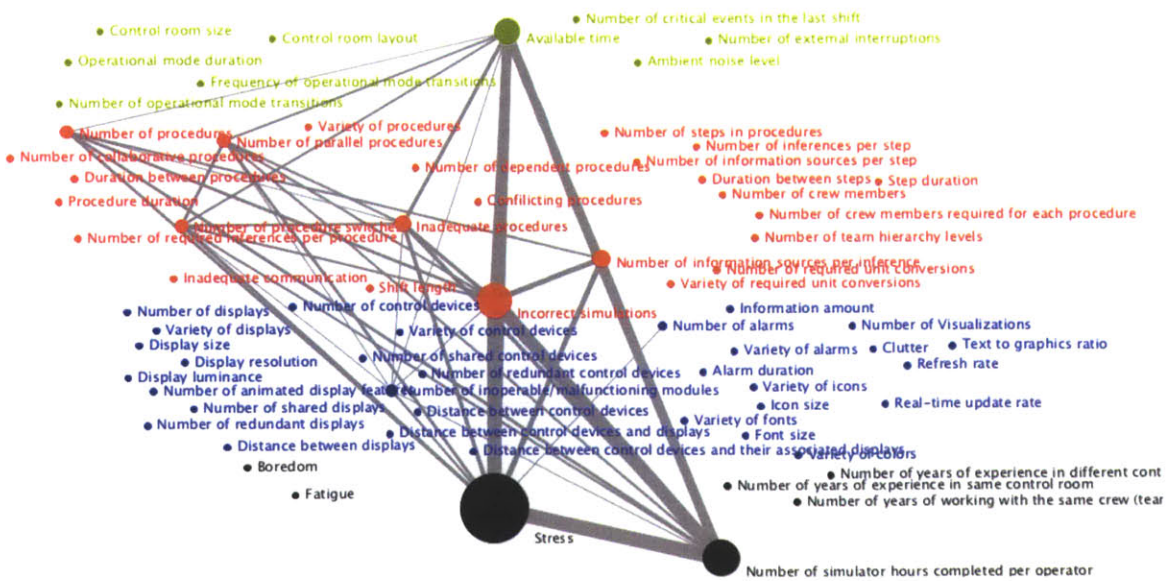 Number of critical events in the last shift
Control room size
Control room layout
Available time
Number of external interruptions
Operational mode duration
Ambient noise level
Frequency of operational mode transitions
Number of operational mode transitions
Variety of procedures
Number of procedures
Number of parallel procedures
Number of steps in procedures
Number of inferences per step
Number of collaborative procedures
Number of dependent procedures
Number of information sources per step
Duration between procedures
Duration between steps
Step duration
Procedure duration
Confilicting procedures
Number of crew members
Number of crew members required for each procedure
Number of procedure switches
Inadequate procedures
Number of required inferences per procedure
Number of team hierarchy levels
Number of information sources per inference
Number of required unit conversions
Inadequate communication
Shift length
Variety of required unit conversions
Number of displays
Number of control devices
Incorrect simulations
Information amount
Variety of displays
Variety of control devices
Number of alarms
Number of Visualizations
Display size
Number of shared control devices
Variety of alarms
Clutter
Text to graphics ratio
Display resolution
Refresh rate
Display luminance
Number of redundant control devices
Alarm duration
Number of animated display features
Number of inoperable/malfunctioning modules
Variety of icons
Number of shared displays
Distance between control devices
Icon size
Real-time update rate
Number of redundant displays
Variety of fonts
Distance between control devices and displays
Font size
Distance between displays
Distance between control devices and their associated displays
Variety of colors
Boredom
Number of years of experience in different cont
Number of years of experience in same control room
Fatigue
Number of years of working with the same crew (tear
Stress
Number of simulator hours completed per operator